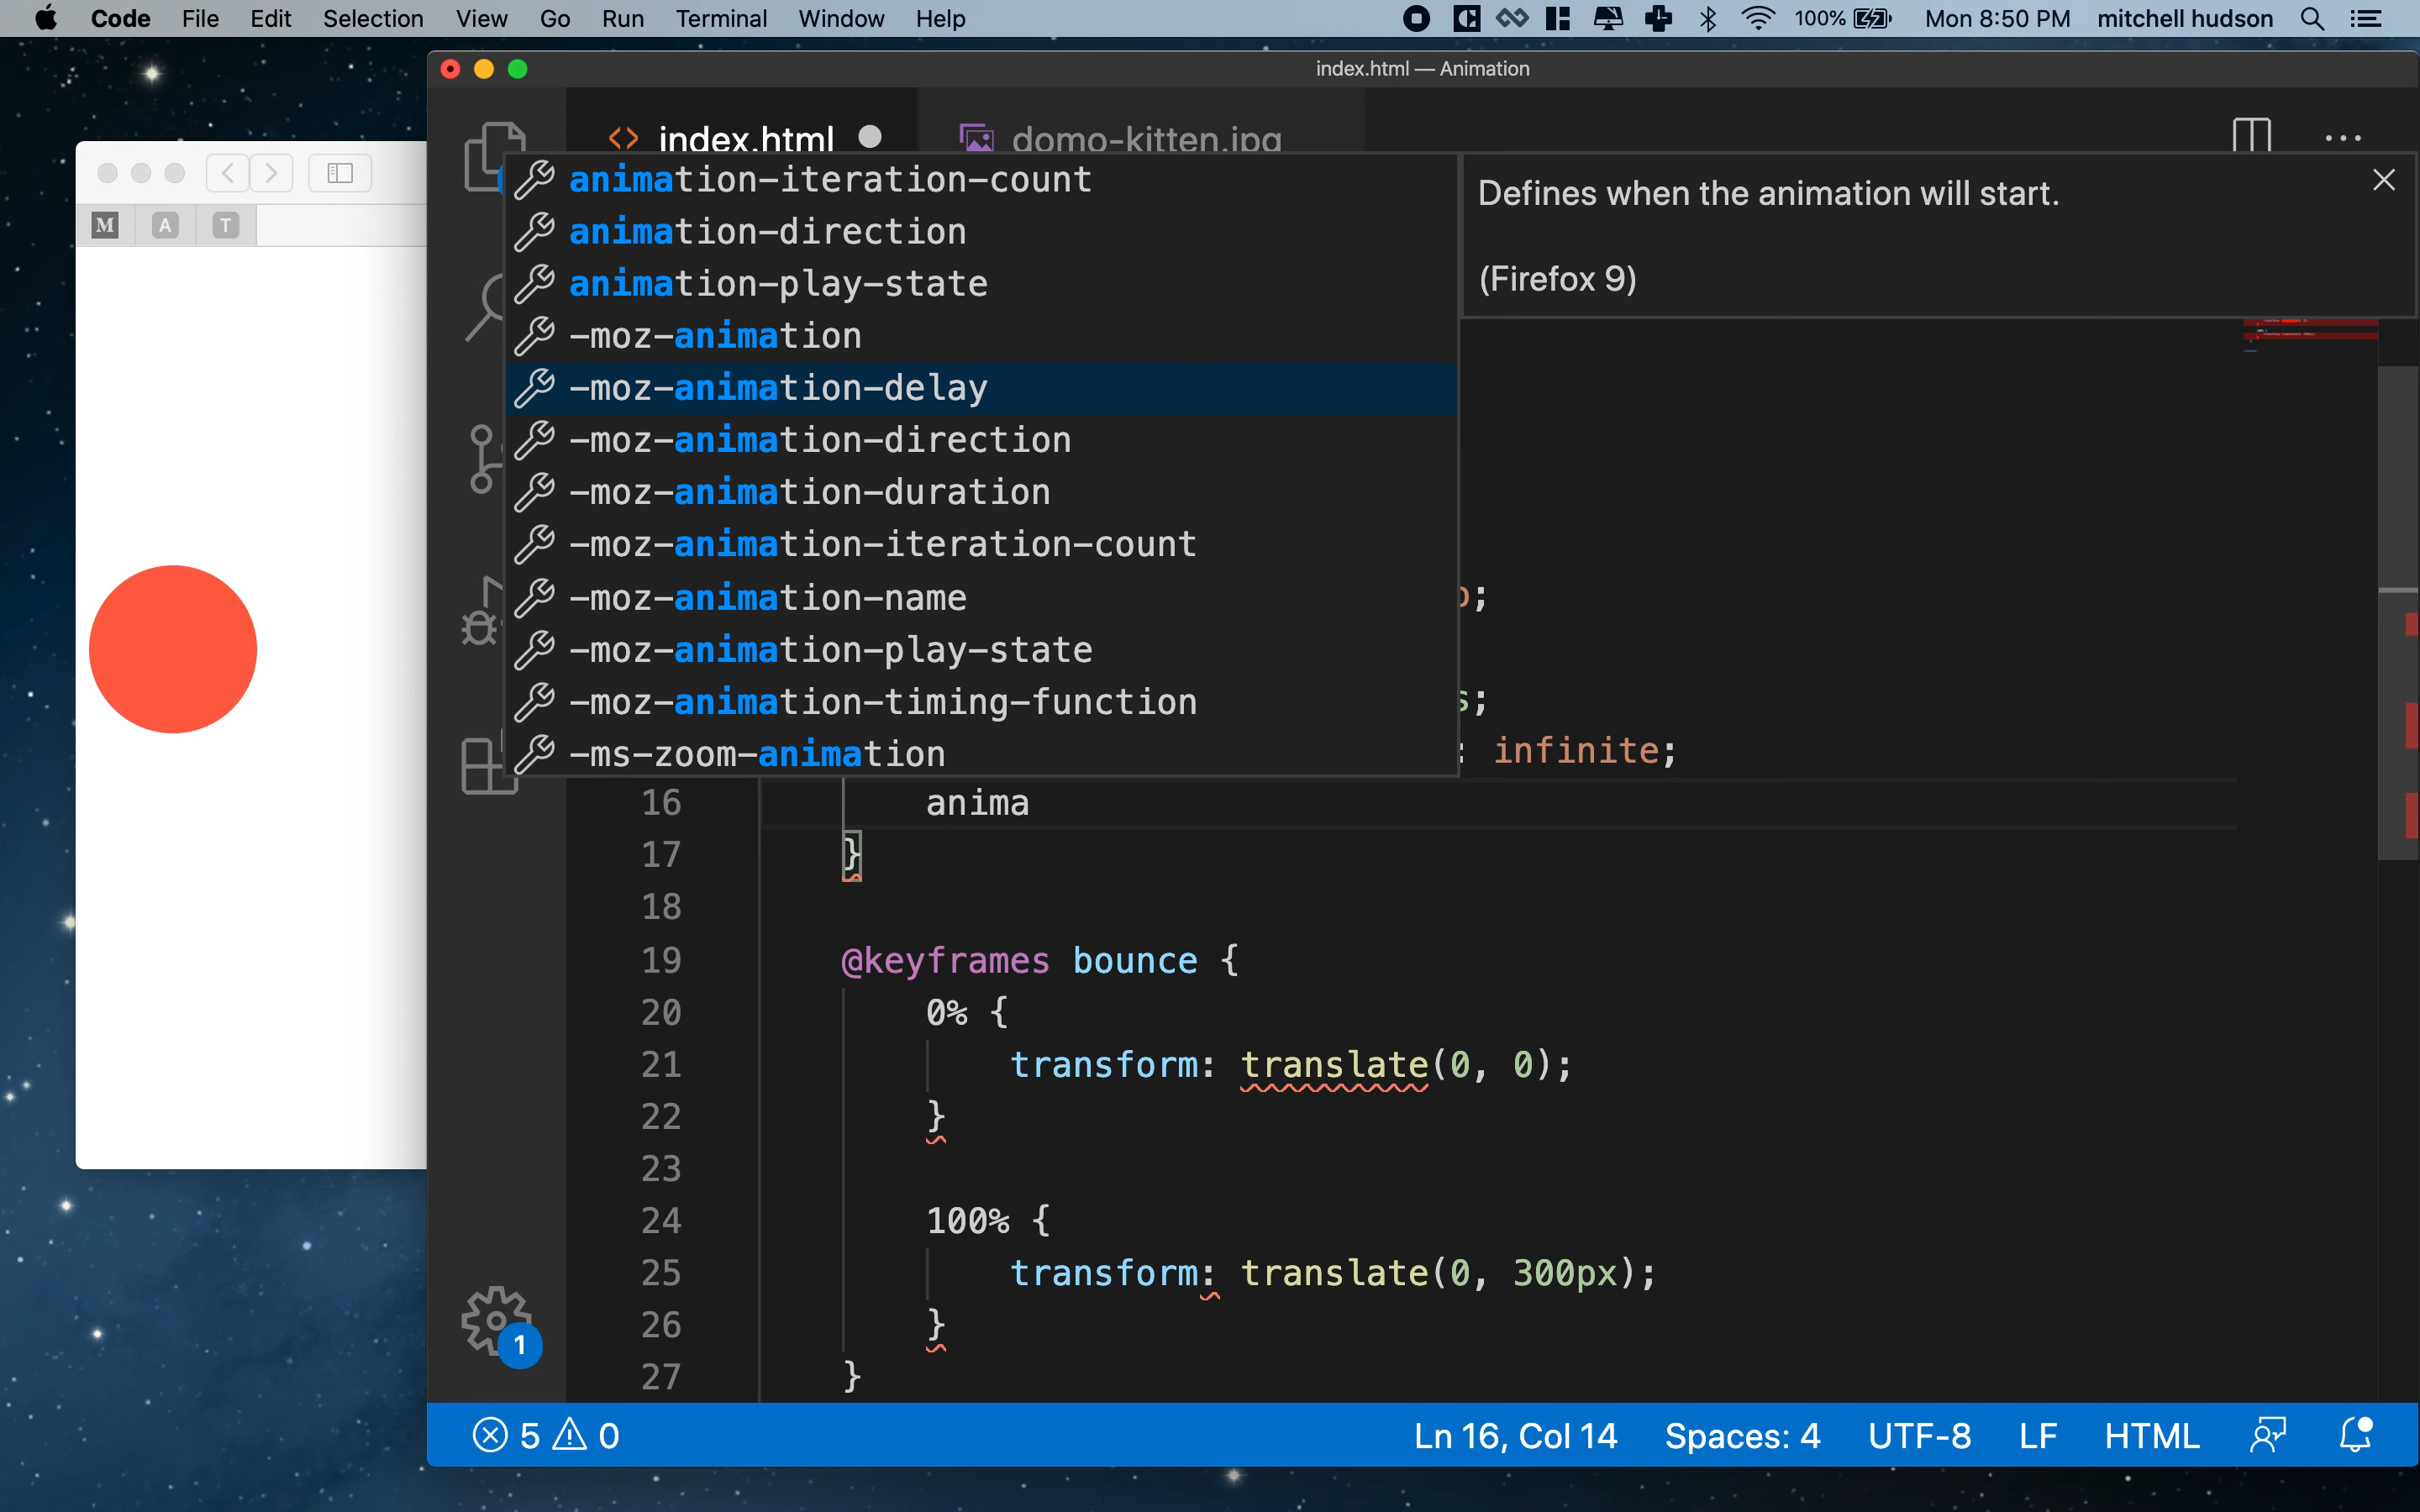 Code File Edit Selection View Go Run Terminal Window Help 100% Mon 8:50 PM mitchell hudson
index.html — Animation
index.html domo-kitten.jpg
M A T
animation-iteration-count
animation-direction
animation-play-state
-moz-animation
-moz-animation-delay
-moz-animation-direction
-moz-animation-duration
-moz-animation-iteration-count
-moz-animation-name
-moz-animation-play-state
-moz-animation-timing-function
-ms-zoom-animation
Defines when the animation will start.
(Firefox 9)
;
s;
: infinite;
16 anima
17 }
18
19 @keyframes bounce {
20 0% {
21 transform: translate(0, 0);
22 }
23
24 100% {
25 transform: translate(0, 300px);
26 }
27 }
1
5 0 Ln 16, Col 14 Spaces: 4 UTF-8 LF HTML